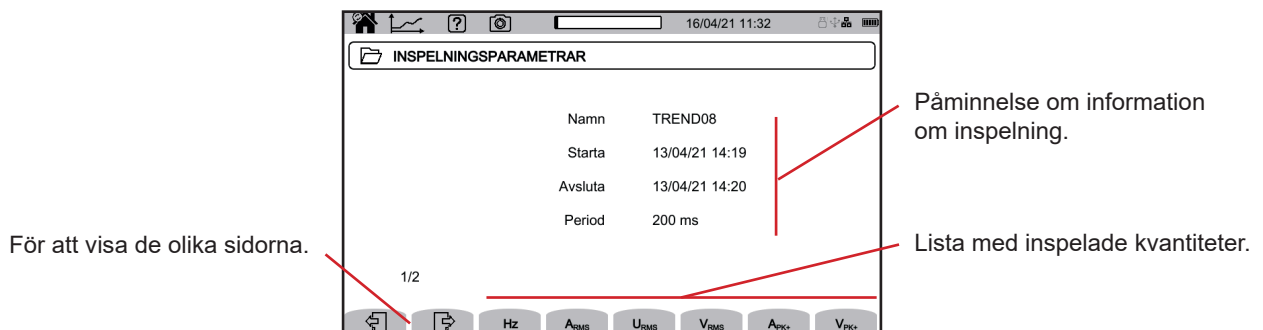 16/04/21 11:32
INSPELNINGSPARAMETRAR
Namn TREND08
Starta 13/04/21 14:19
Avsluta 13/04/21 14:20
Period 200 ms
Påminnelse om information
om inspelning.
För att visa de olika sidorna.
Lista med inspelade kvantiteter.
1/2
Hz ARMS URMS VRMS APK+ VPK+